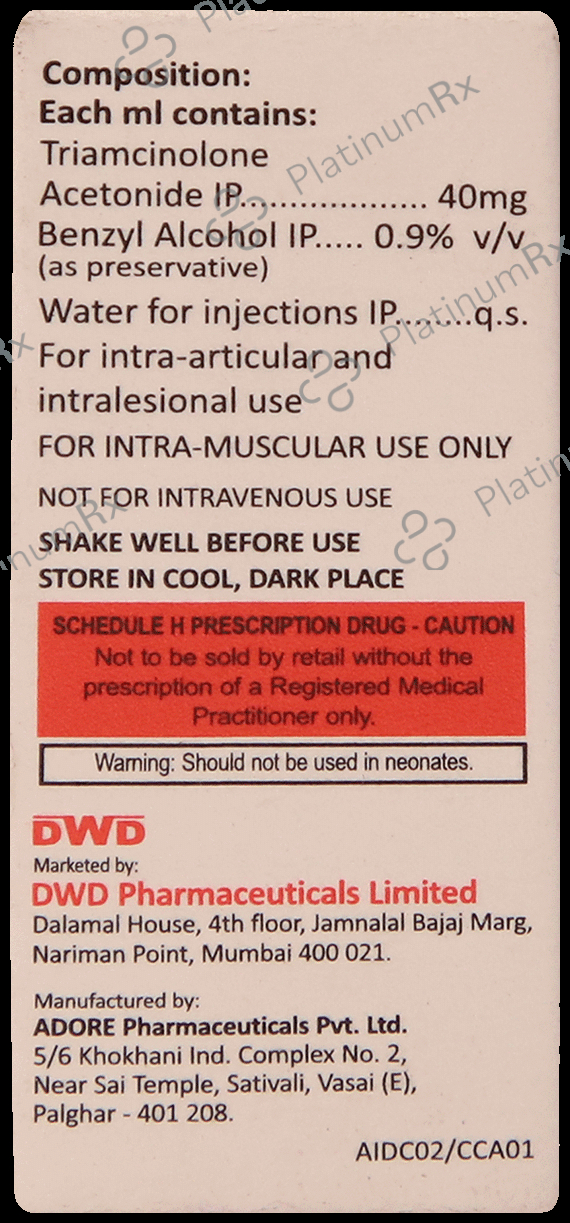 Composition:
Each ml contains:
Triamcinolone
Acetonide IP.................. 40mg
Benzyl Alcohol IP..... 0.9% v/v
(as preservative)
Water for injections IP........q.s.
For intra-articular and
intralesional use
FOR INTRA-MUSCULAR USE ONLY
NOT FOR INTRAVENOUS USE
SHAKE WELL BEFORE USE
STORE IN COOL, DARK PLACE
SCHEDULE H PRESCRIPTION DRUG - CAUTION
Not to be sold by retail without the
prescription of a Registered Medical
Practitioner only.
Warning: Should not be used in neonates.
DWD
Marketed by:
DWD Pharmaceuticals Limited
Dalamal House, 4th floor, Jamnalal Bajaj Marg,
Nariman Point, Mumbai 400 021.
Manufactured by:
ADORE Pharmaceuticals Pvt. Ltd.
5/6 Khokhani Ind. Complex No. 2,
Near Sai Temple, Sativali, Vasai (E),
Palghar - 401 208.
AIDC02/CCA01
PlatinumRx
PlatinumRx